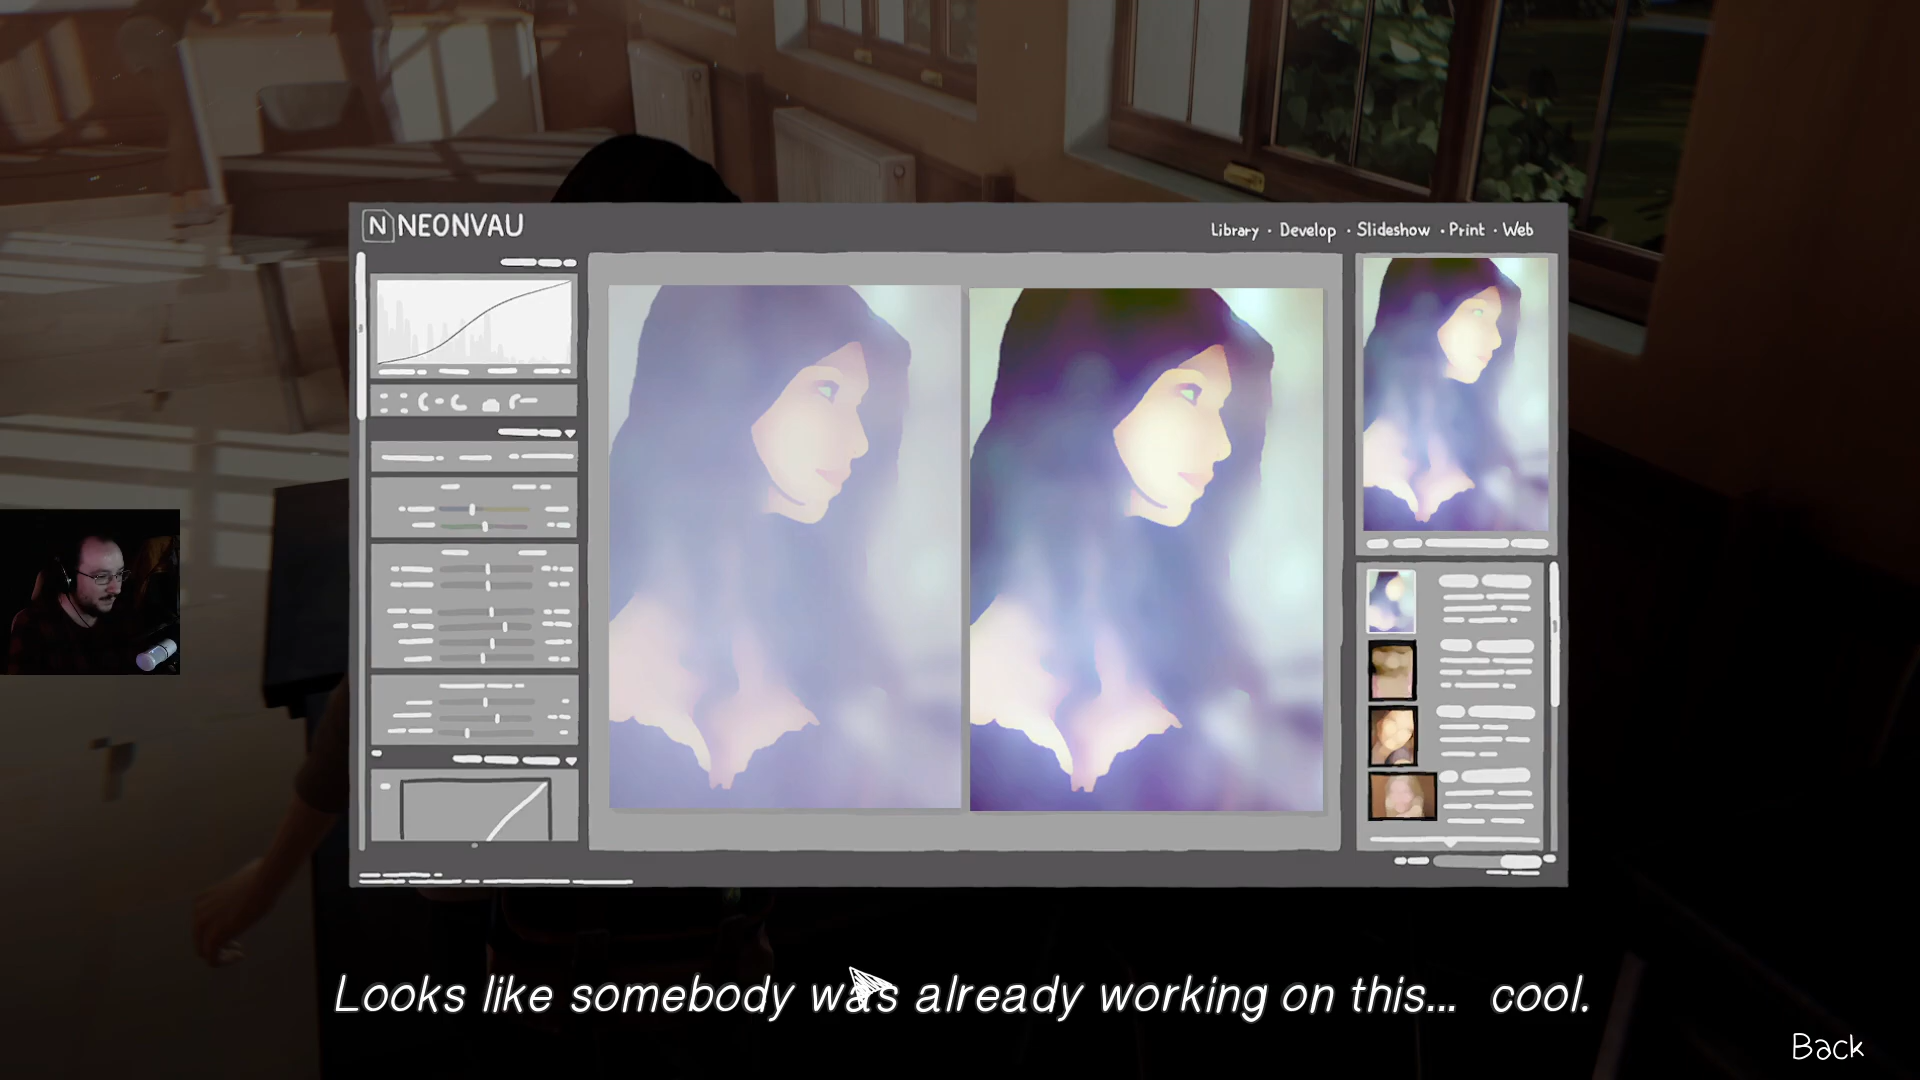 N NEONVAU
Library · Develop · Slideshow · Print · Web
Looks like somebody was already working on this... cool.
Back